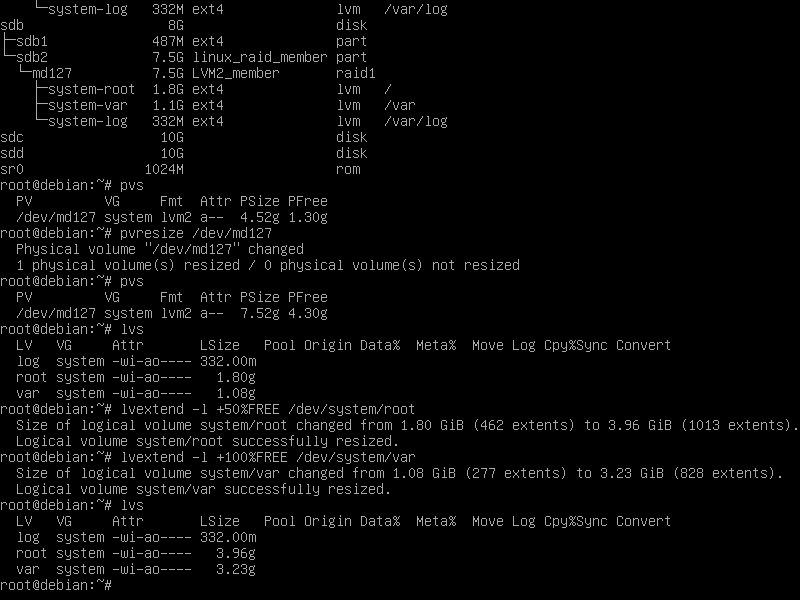 └─system-log   332M ext4              lvm   /var/log
sdb                  8G                   disk
├─sdb1             487M ext4              part
└─sdb2             7.5G linux_raid_member part
  └─md127          7.5G LVM2_member       raid1
    ├─system-root  1.8G ext4              lvm   /
    ├─system-var   1.1G ext4              lvm   /var
    └─system-log   332M ext4              lvm   /var/log
sdc                 10G                   disk
sdd                 10G                   disk
sr0               1024M                   rom
root@debian:~# pvs
  PV         VG     Fmt  Attr PSize PFree
  /dev/md127 system lvm2 a--  4.52g 1.30g
root@debian:~# pvresize /dev/md127
  Physical volume "/dev/md127" changed
  1 physical volume(s) resized / 0 physical volume(s) not resized
root@debian:~# pvs
  PV         VG     Fmt  Attr PSize PFree
  /dev/md127 system lvm2 a--  7.52g 4.30g
root@debian:~# lvs
  LV   VG     Attr       LSize   Pool Origin Data%  Meta%  Move Log Cpy%Sync Convert
  log  system -wi-ao---- 332.00m
  root system -wi-ao----   1.80g
  var  system -wi-ao----   1.08g
root@debian:~# lvextend -l +50%FREE /dev/system/root
  Size of logical volume system/root changed from 1.80 GiB (462 extents) to 3.96 GiB (1013 extents).
  Logical volume system/root successfully resized.
root@debian:~# lvextend -l +100%FREE /dev/system/var
  Size of logical volume system/var changed from 1.08 GiB (277 extents) to 3.23 GiB (828 extents).
  Logical volume system/var successfully resized.
root@debian:~# lvs
  LV   VG     Attr       LSize   Pool Origin Data%  Meta%  Move Log Cpy%Sync Convert
  log  system -wi-ao---- 332.00m
  root system -wi-ao----   3.96g
  var  system -wi-ao----   3.23g
root@debian:~#